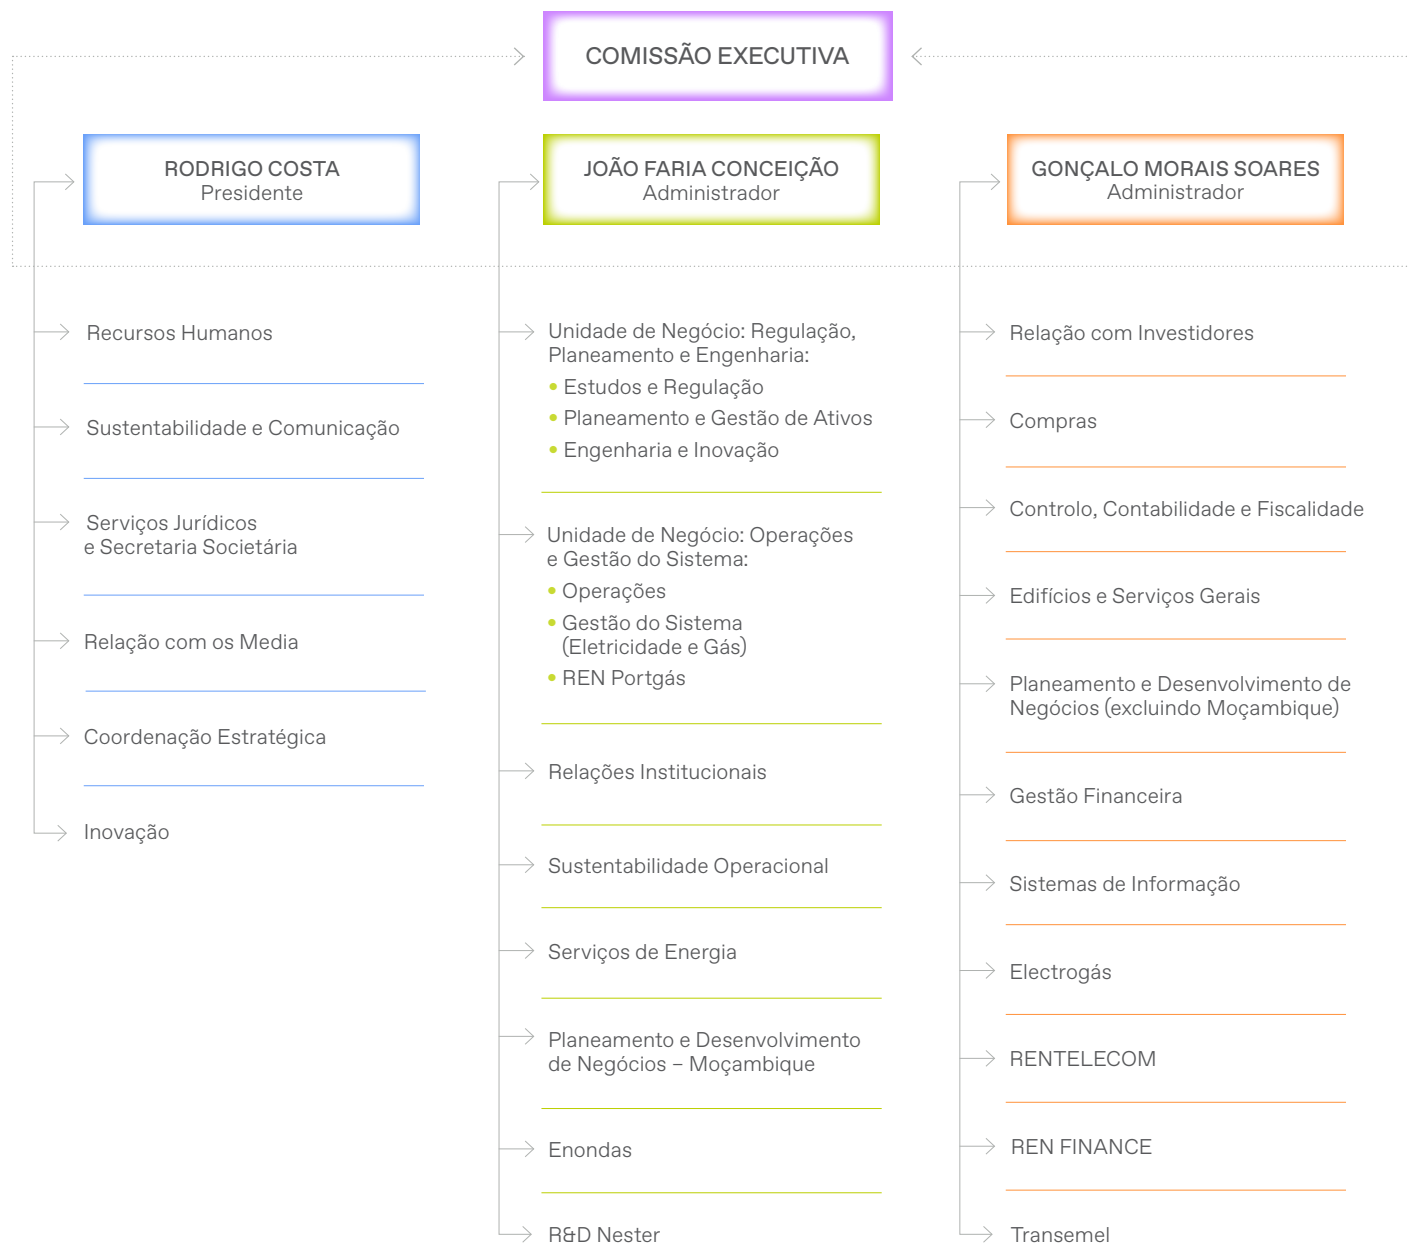 COMISSÃO EXECUTIVA
RODRIGO COSTA
Presidente
Recursos Humanos
Sustentabilidade e Comunicação
Serviços Jurídicos
e Secretaria Societária
Relação com os Media
Coordenação Estratégica
Inovação
JOÃO FARIA CONCEIÇÃO
Administrador
Unidade de Negócio: Regulação,
Planeamento e Engenharia:
• Estudos e Regulação
• Planeamento e Gestão de Ativos
• Engenharia e Inovação
Unidade de Negócio: Operações
e Gestão do Sistema:
• Operações
• Gestão do Sistema
(Eletricidade e Gás)
• REN Portgás
Relações Institucionais
Sustentabilidade Operacional
Serviços de Energia
Planeamento e Desenvolvimento
de Negócios – Moçambique
Enondas
R&D Nester
GONÇALO MORAIS SOARES
Administrador
Relação com Investidores
Compras
Controlo, Contabilidade e Fiscalidade
Edifícios e Serviços Gerais
Planeamento e Desenvolvimento de
Negócios (excluindo Moçambique)
Gestão Financeira
Sistemas de Informação
Electrogás
RENTELECOM
REN FINANCE
Transemel